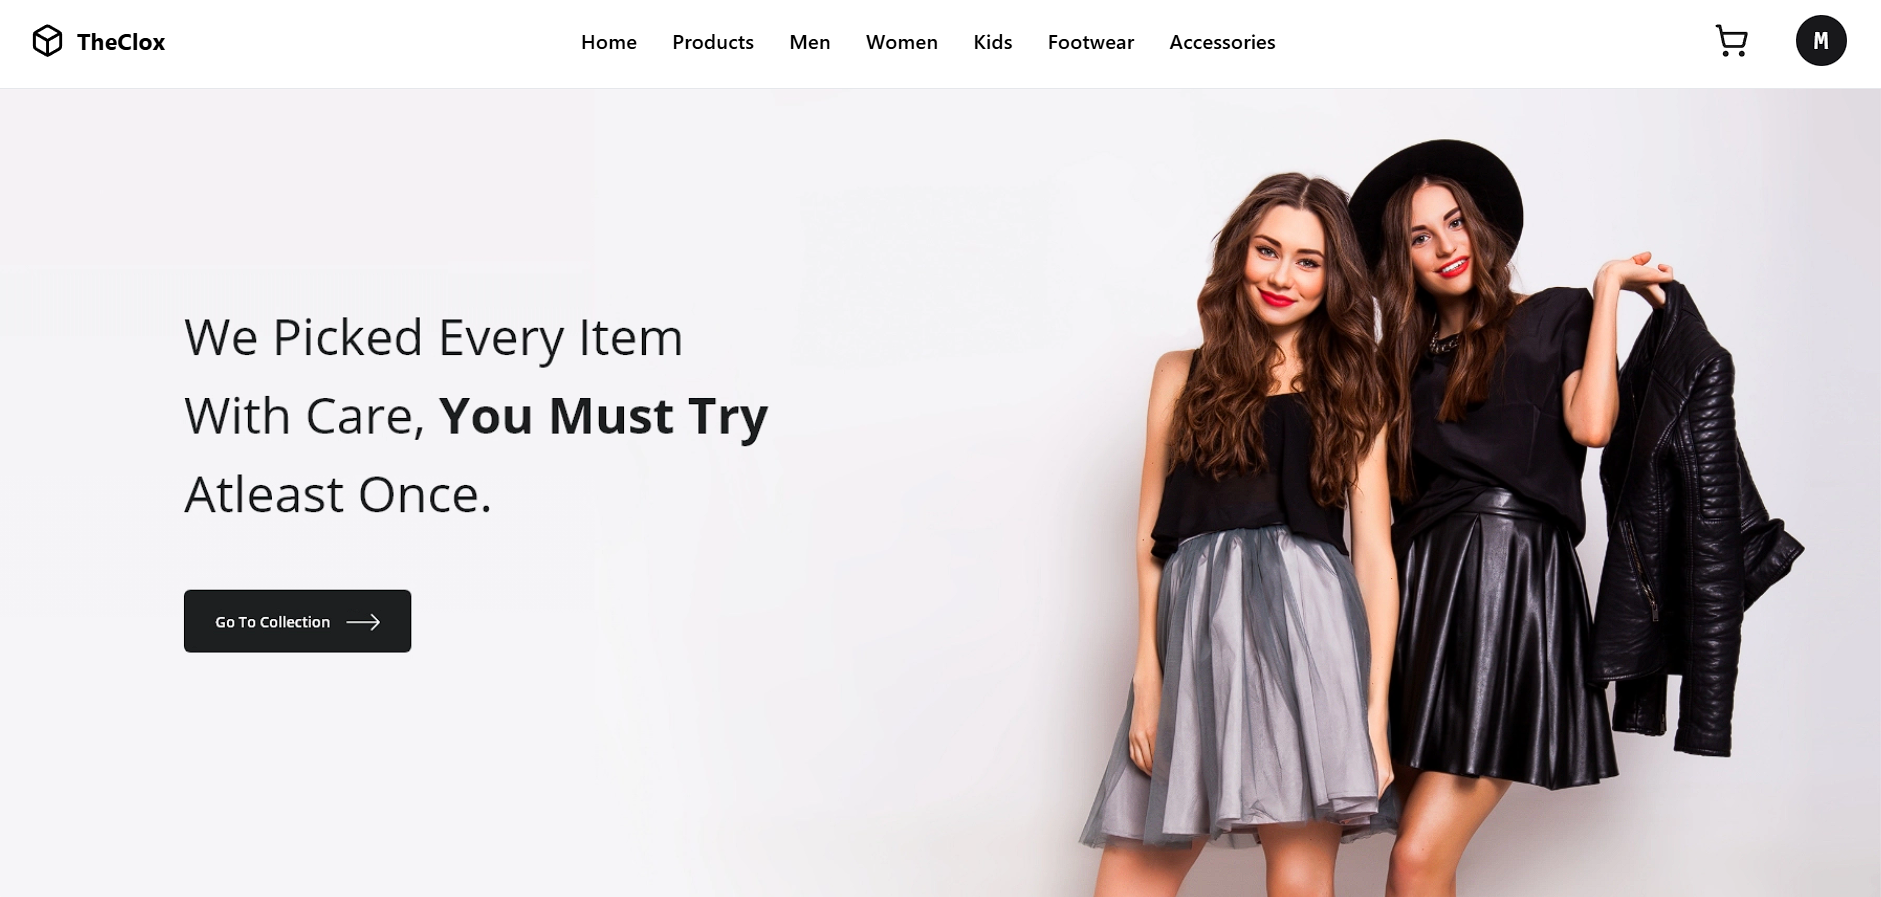 TheClox
Home Products Men Women Kids Footwear Accessories
M
We Picked Every Item
With Care, You Must Try
Atleast Once.
Go To Collection